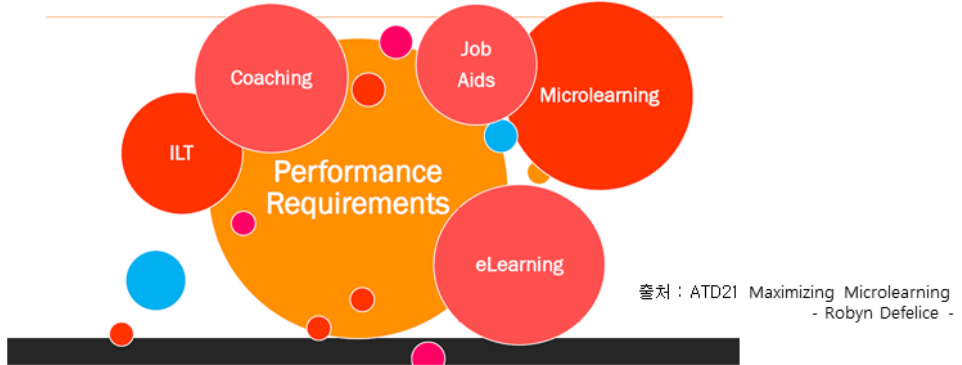 Coaching
Job
Aids
Microlearning
ILT
Performance
Requirements
eLearning
출처 : ATD21 Maximizing Microlearning
- Robyn Defelice -